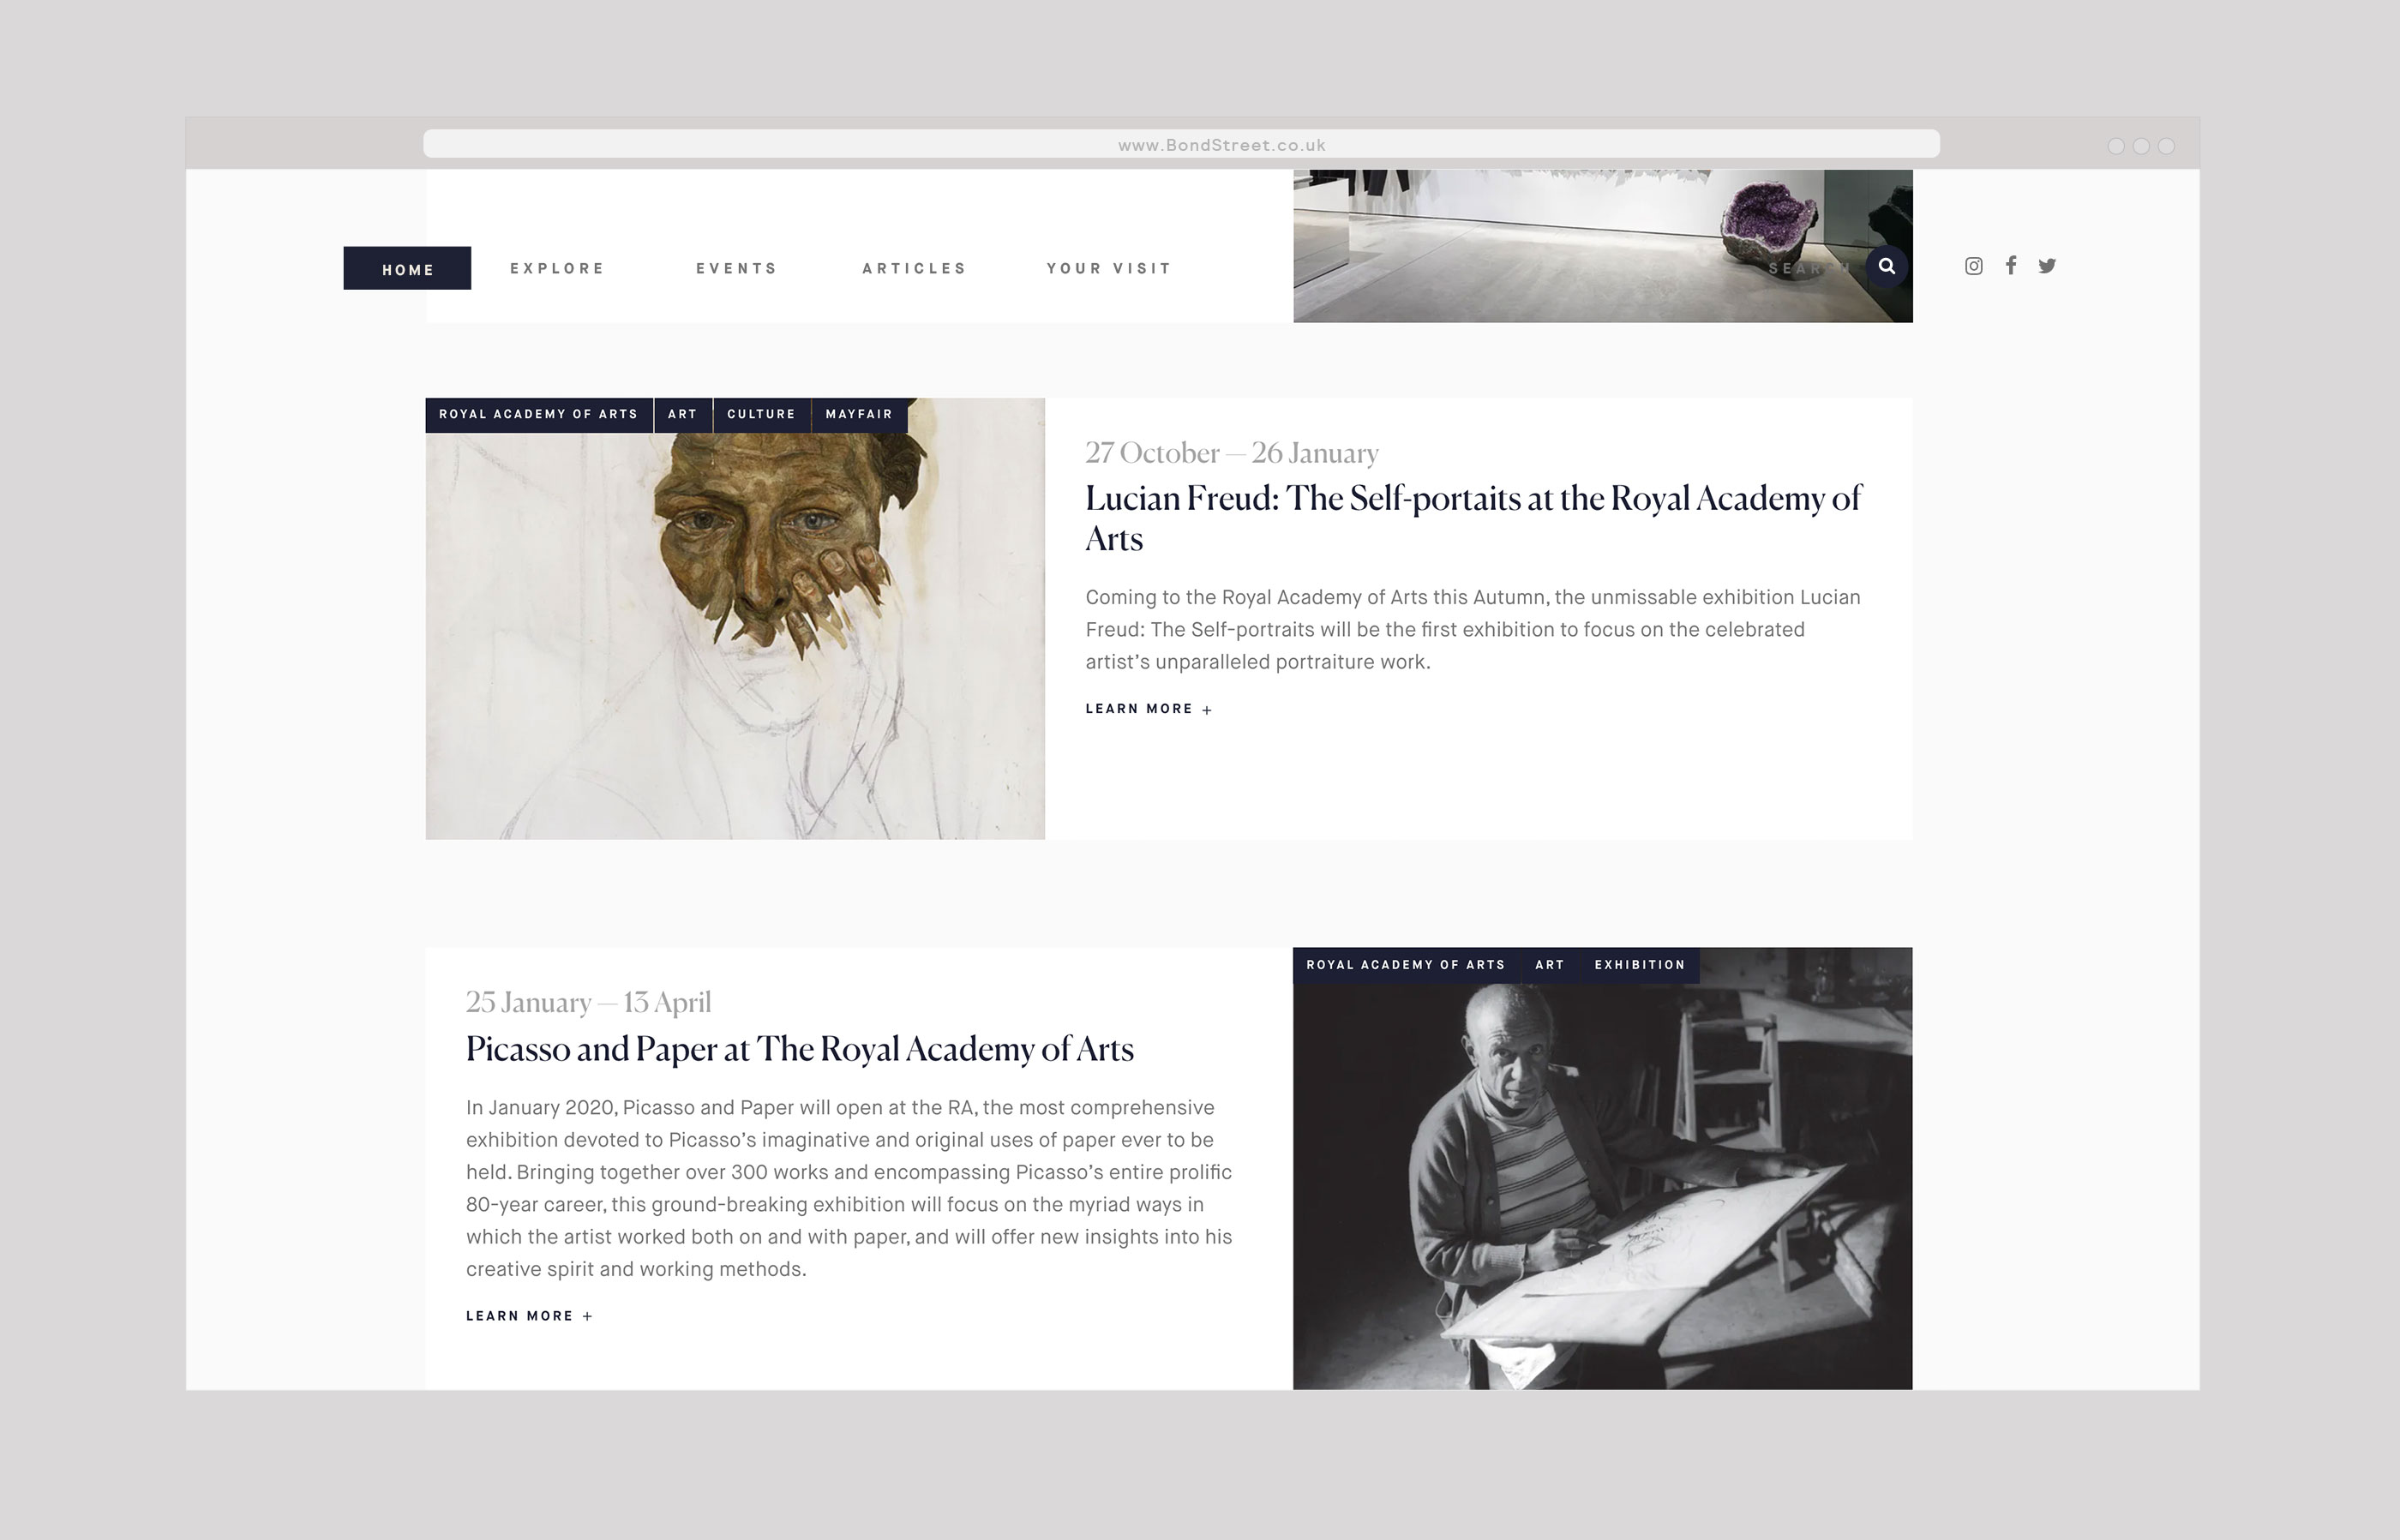 www.BondStreet.co.uk
HOME EXPLORE EVENTS ARTICLES YOUR VISIT SEARCH
ROYAL ACADEMY OF ARTS ART CULTURE MAYFAIR
27 October — 26 January
Lucian Freud: The Self-portaits at the Royal Academy of
Arts
Coming to the Royal Academy of Arts this Autumn, the unmissable exhibition Lucian
Freud: The Self-portraits will be the first exhibition to focus on the celebrated
artist’s unparalleled portraiture work.
LEARN MORE +
ROYAL ACADEMY OF ARTS ART EXHIBITION
25 January — 13 April
Picasso and Paper at The Royal Academy of Arts
In January 2020, Picasso and Paper will open at the RA, the most comprehensive
exhibition devoted to Picasso’s imaginative and original uses of paper ever to be
held. Bringing together over 300 works and encompassing Picasso’s entire prolific
80-year career, this ground-breaking exhibition will focus on the myriad ways in
which the artist worked both on and with paper, and will offer new insights into his
creative spirit and working methods.
LEARN MORE +